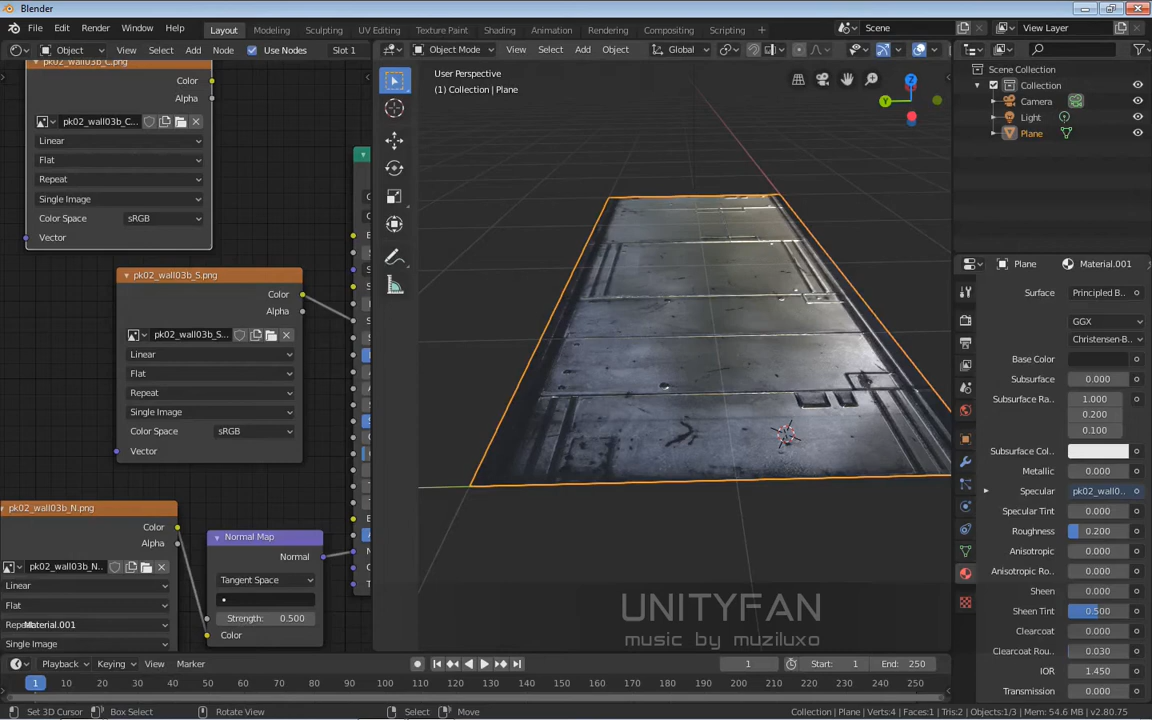 Blender
File Edit Render Window Help Layout Modeling Sculpting UV Editing Texture Paint Shading Animation Rendering Compositing Scripting Scene View Layer
Object View Select Add Node Use Nodes Slot 1 Object Mode View Select Add Object Global
pk02_wall03b_C.png
Color
Alpha
pk02_wall03b_C...
Linear
Flat
Repeat
Single Image
Color Space sRGB
Vector
pk02_wall03b_S.png
Color
Alpha
pk02_wall03b_S...
Linear
Flat
Repeat
Single Image
Color Space sRGB
Vector
pk02_wall03b_N.png
Color
Alpha
pk02_wall03b_N...
Linear
Flat
Material.001
Single Image
Normal Map
Normal
Tangent Space
Strength: 0.500
Color
User Perspective
(1) Collection | Plane
Z
Y
UNITYFAN
music by muziluxo
Scene Collection
Collection
Camera
Light
Plane
Plane Material.001
Surface Principled B..
GGX
Christensen-B..
Base Color
Subsurface 0.000
Subsurface Ra.. 1.000
0.200
0.100
Subsurface Col..
Metallic 0.000
Specular pk02_wall0..
Specular Tint 0.000
Roughness 0.200
Anisotropic 0.000
Anisotropic Ro.. 0.000
Sheen 0.000
Sheen Tint 0.500
Clearcoat 0.000
Clearcoat Rou.. 0.030
IOR 1.450
Transmission 0.000
Playback Keying View Marker 1 Start: 1 End: 250
1 10 20 30 40 50 60 70 80 90 100 110 120 130 140 150 160 170 180 190 200 210 220 230 240 250
Set 3D Cursor Box Select Rotate View Select Move Collection | Plane | Verts:4 | Faces:1 | Tris:2 | Objects:1/3 | Mem: 54.6 MB | v2.80.75